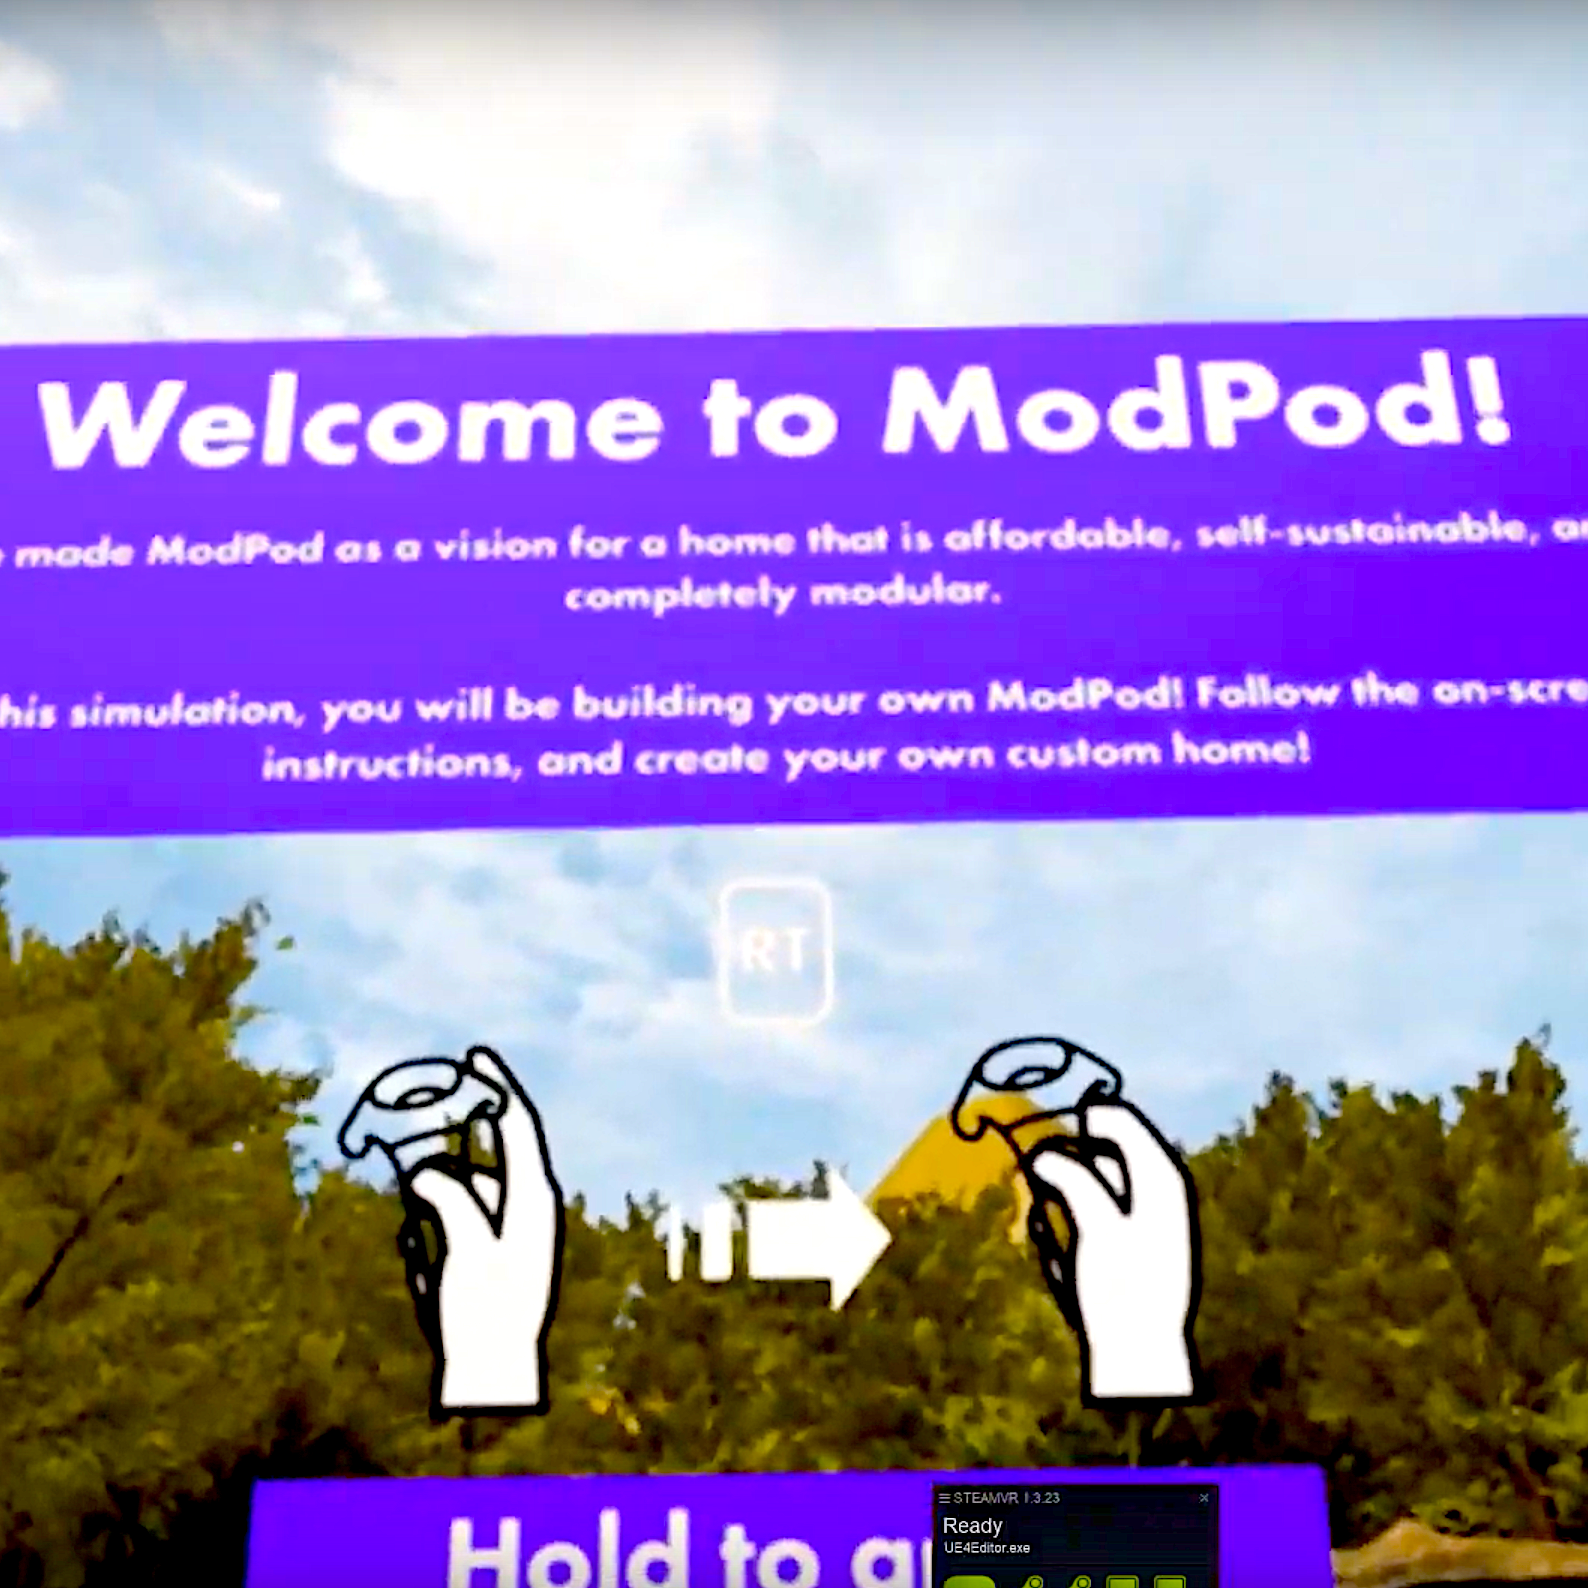 Welcome to ModPod!
made ModPod as a vision for a home that is affordable, self-sustainable,
completely modular.
his simulation, you will be building your own ModPod! Follow the on-scre
instructions, and create your own custom home!
RT
STEAMVR 1.3.23
Ready
UE4Editor.exe
Hold to